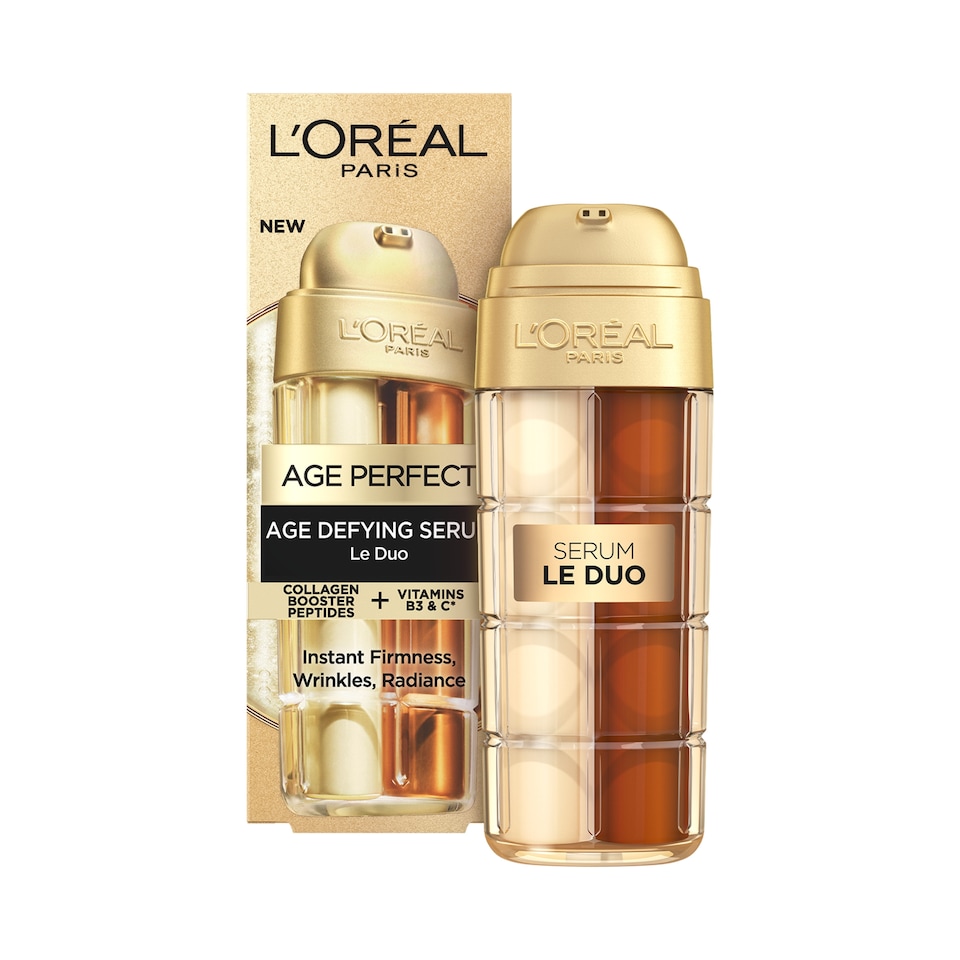 L'ORÉAL
PARiS
NEW
L'ORÉAL
PARiS
AGE PERFECT
AGE DEFYING SERU
Le Duo
COLLAGEN
BOOSTER
PEPTIDES
+
VITAMINS
B3 & C*
Instant Firmness,
Wrinkles, Radiance
L'ORÉAL
PARiS
SERUM
LE DUO